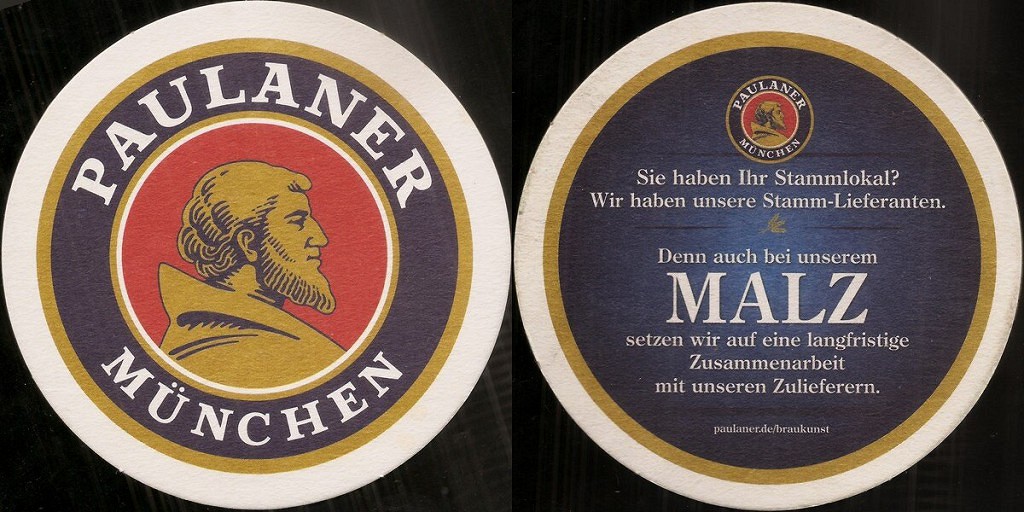 PAULANER
MÜNCHEN
PAULANER
MÜNCHEN
Sie haben Ihr Stammlokal?
Wir haben unsere Stamm-Lieferanten.
Denn auch bei unserem
MALZ
setzen wir auf eine langfristige
Zusammenarbeit
mit unseren Zulieferern.
paulaner.de/braukunst